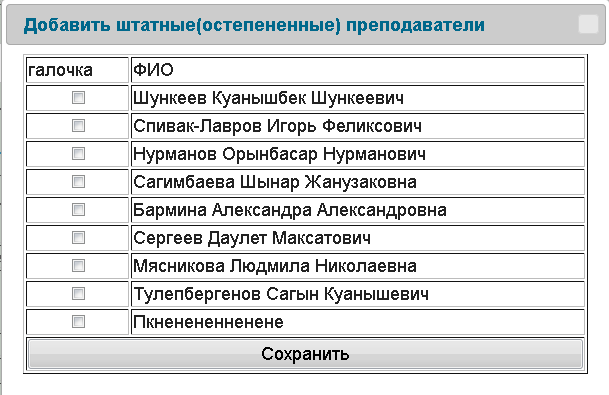 Добавить штатные(остепененные) преподаватели
галочка ФИО
Шункеев Куанышбек Шункеевич
Спивак-Лавров Игорь Феликсович
Нурманов Орынбасар Нурманович
Сагимбаева Шынар Жанузаковна
Бармина Александра Александровна
Сергеев Даулет Максатович
Мясникова Людмила Николаевна
Тулепбергенов Сагын Куанышевич
Пкненененненене
Сохранить